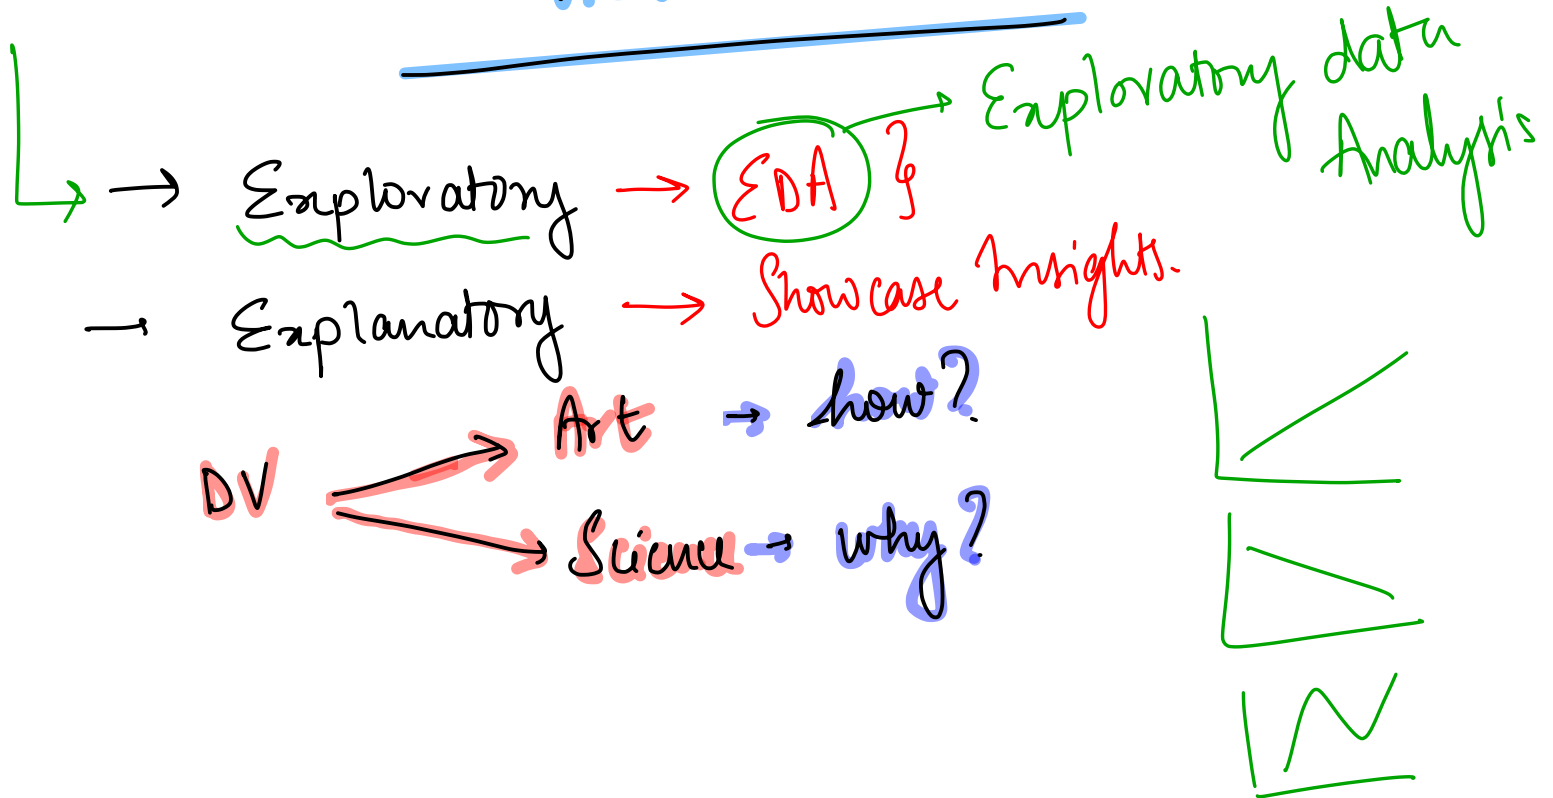 → Exploratory → EDA } → Exploratory data Analysis
→ Explanatory → Showcase Insights.
DV → Art → how?
→ Science → why?